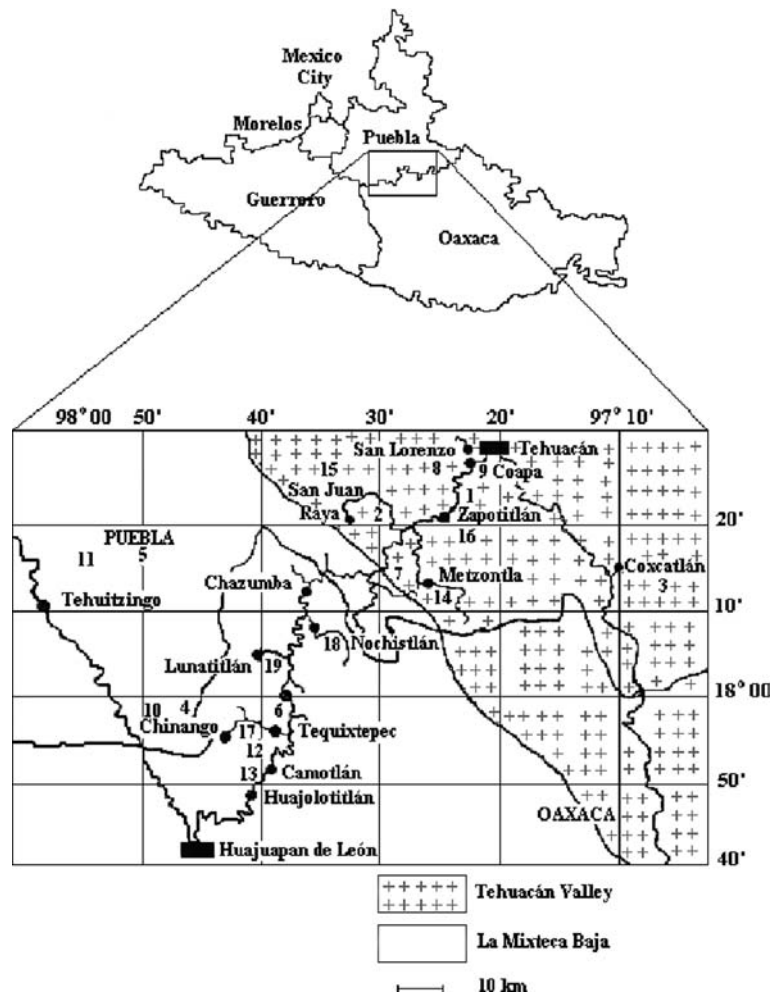 Mexico
City
Morelos
Puebla
Guerroro
Oaxaca
98° 00' 50' 40' 30' 20' 97° 10'
San Lorenzo
Tehuacán
15
8
9 Coapa
San Juan
1
Raya
2
Zapotitlán
20'
PUEBLA
16
11
5
1
Coxcatlán
7
Metzontla
3
Chazumba
14
Tehuitzingo
10'
18
Nochistlán
Lunatitlán
19
18° 00
10
4
6
Chinango
17
Tequixtepec
12
13
Camotlán
50'
Huajolotitlán
OAXACA
Huajuapan de León
40'
Tehuacán Valley
La Mixteca Baja
10 km